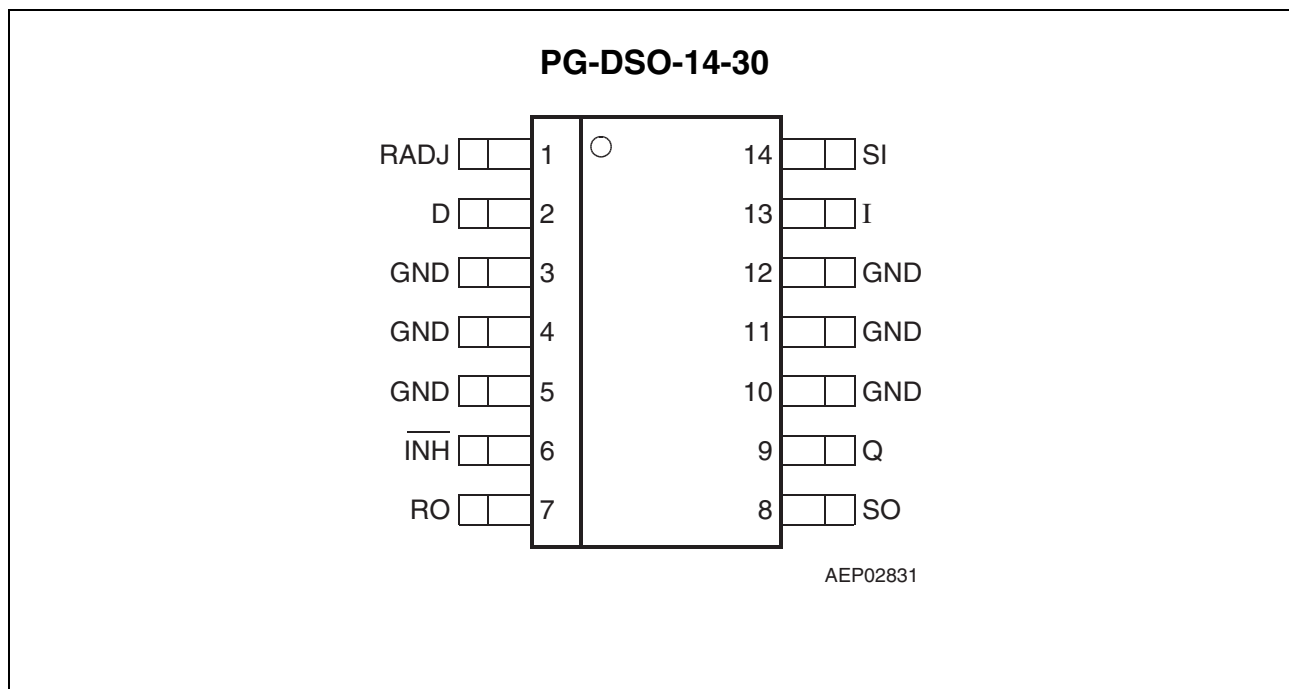 PG-DSO-14-30
RADJ 1 14 SI
D 2 13 I
GND 3 12 GND
GND 4 11 GND
GND 5 10 GND
INH 6 9 Q
RO 7 8 SO
AEP02831